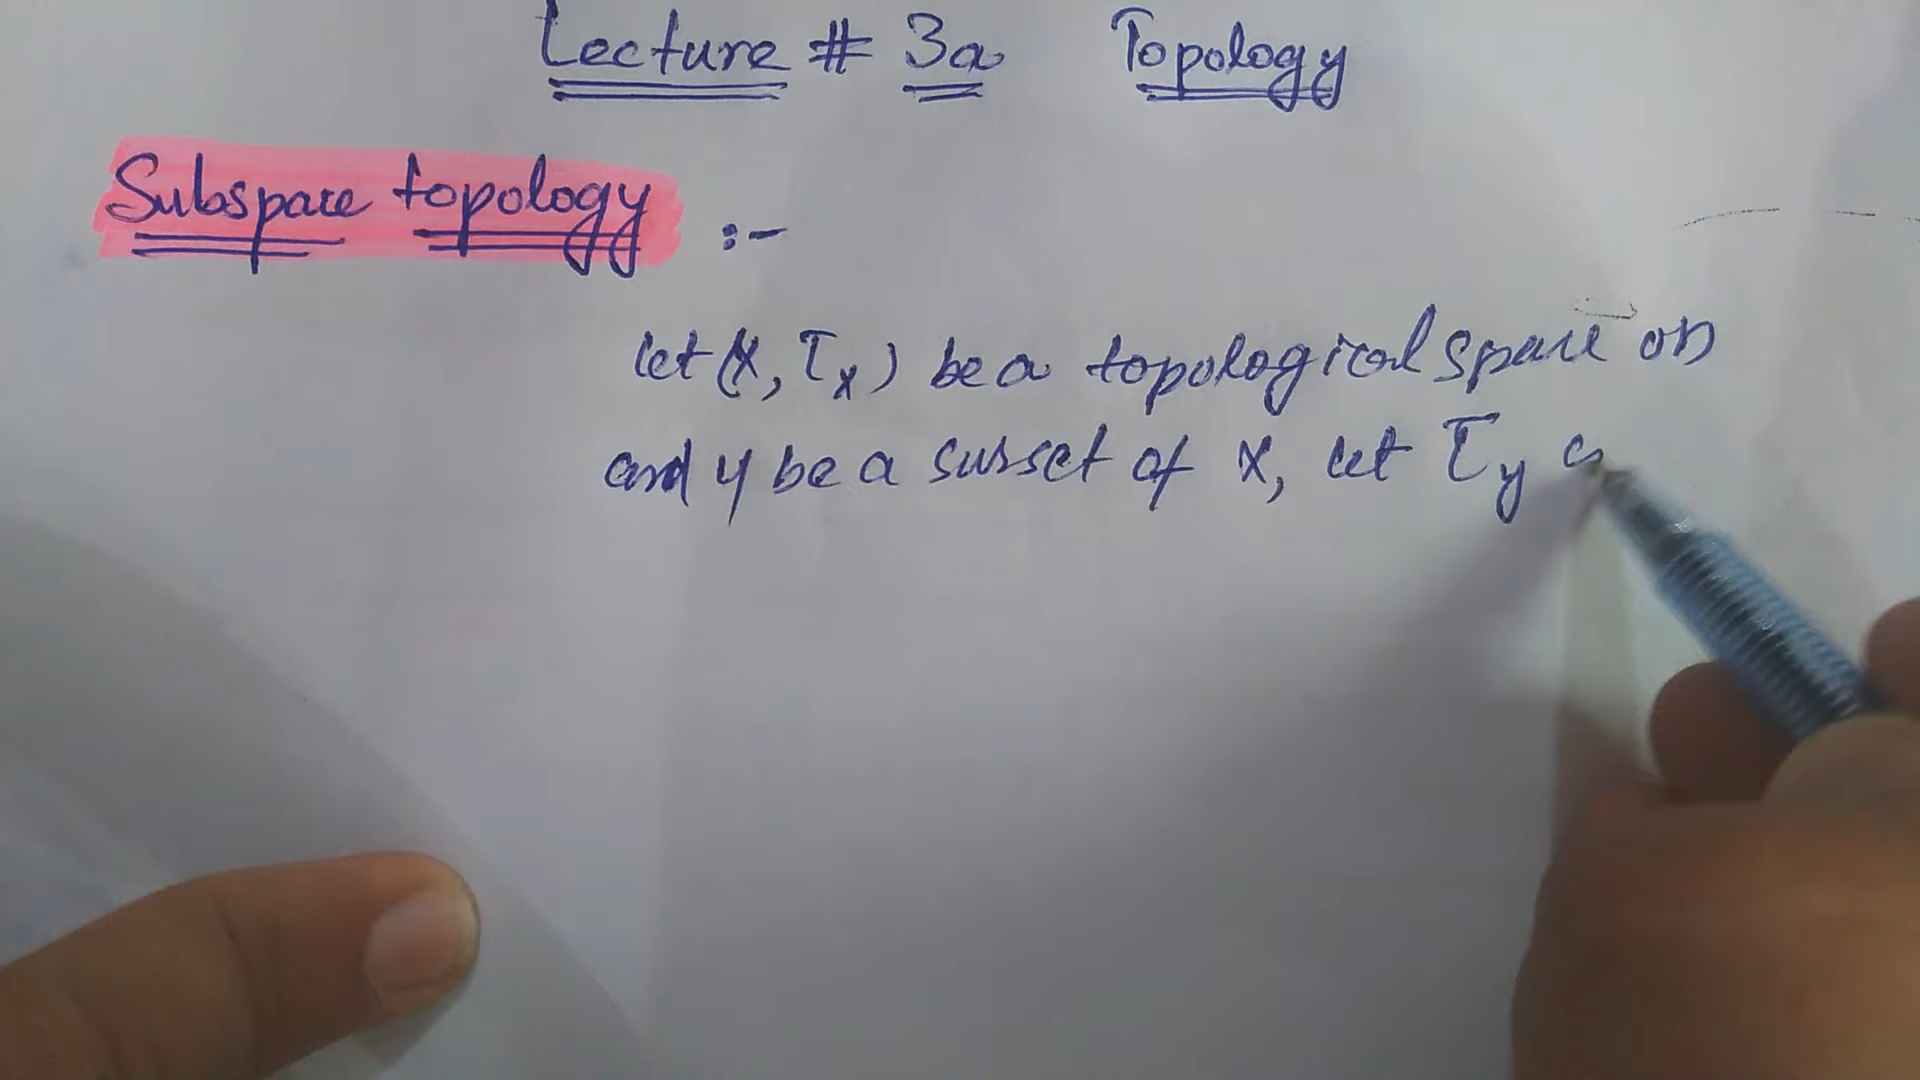 Lecture # 3a Topology
Subspace topology :-
let (X, τx) be a topological space on
and y be a subset of X, let τy